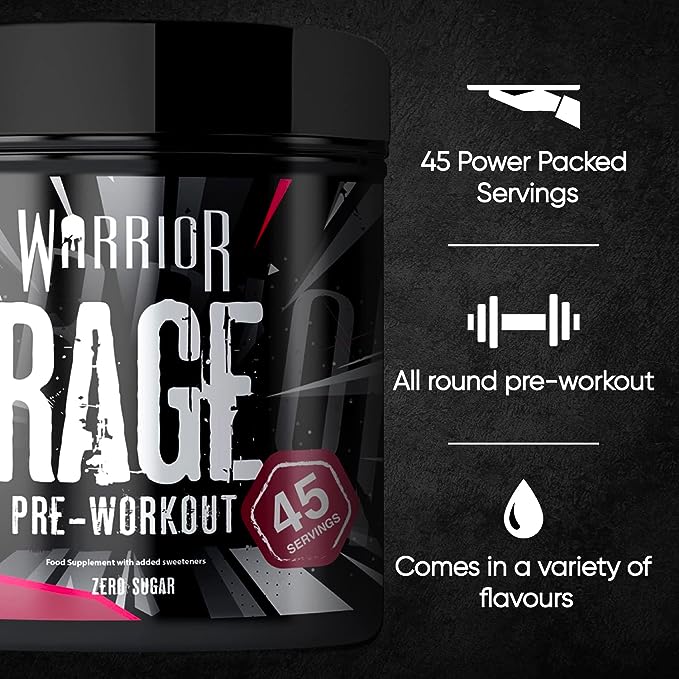 WARRIOR
RAGE
PRE-WORKOUT
45
SERVINGS
Food Supplement with added sweeteners
ZERO SUGAR
45 Power Packed
Servings
All round pre-workout
Comes in a variety of
flavours